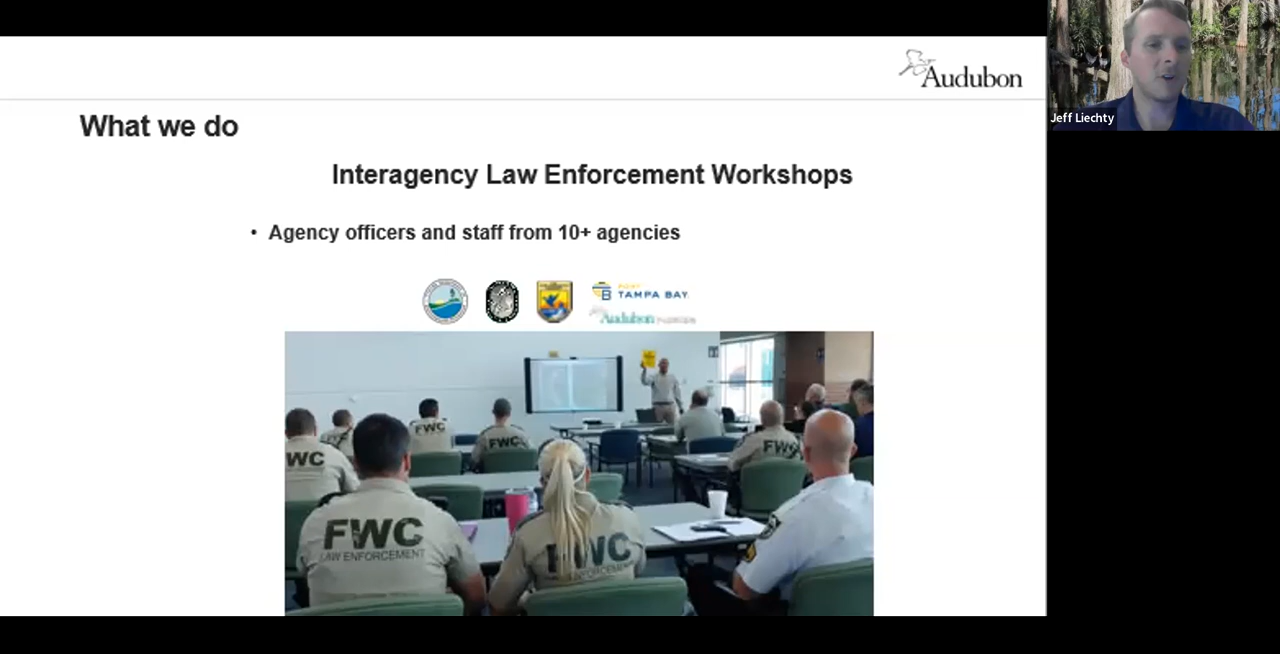 Audubon
Jeff Liechty
What we do
Interagency Law Enforcement Workshops
• Agency officers and staff from 10+ agencies
PORT
TAMPA BAY
Audubon FLORIDA
FWC
FWC
WC
FWC
FWC
LAW ENFORCEMENT
FWC
ENFORCEMENT